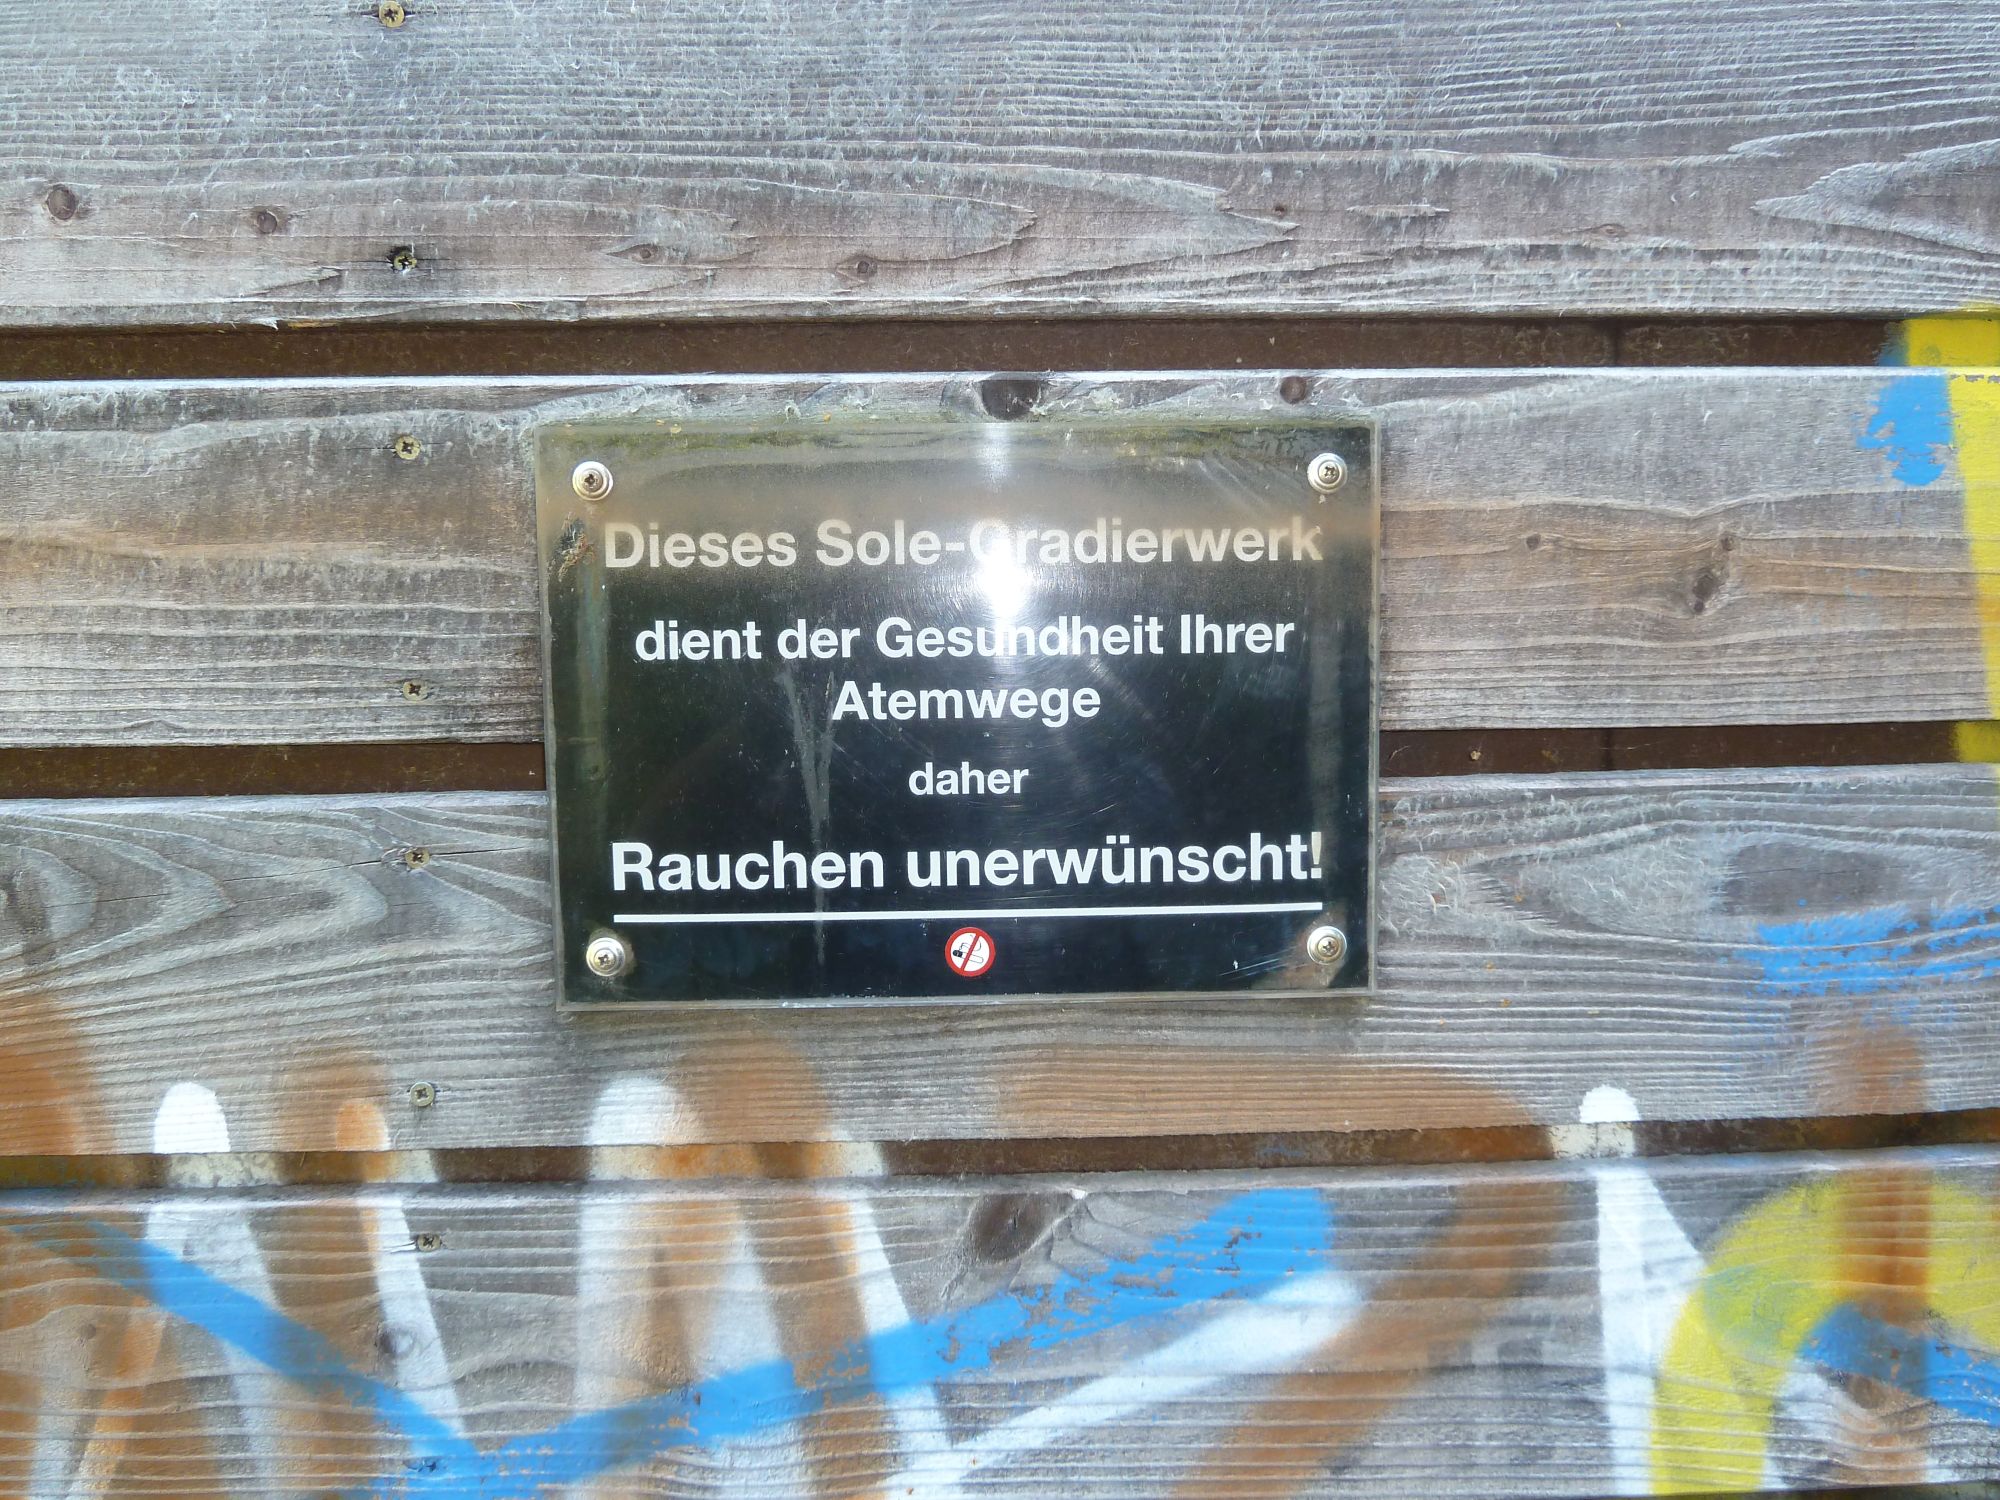 Dieses Sole-Gradierwerk
dient der Gesundheit Ihrer
Atemwege
daher
Rauchen unerwünscht!